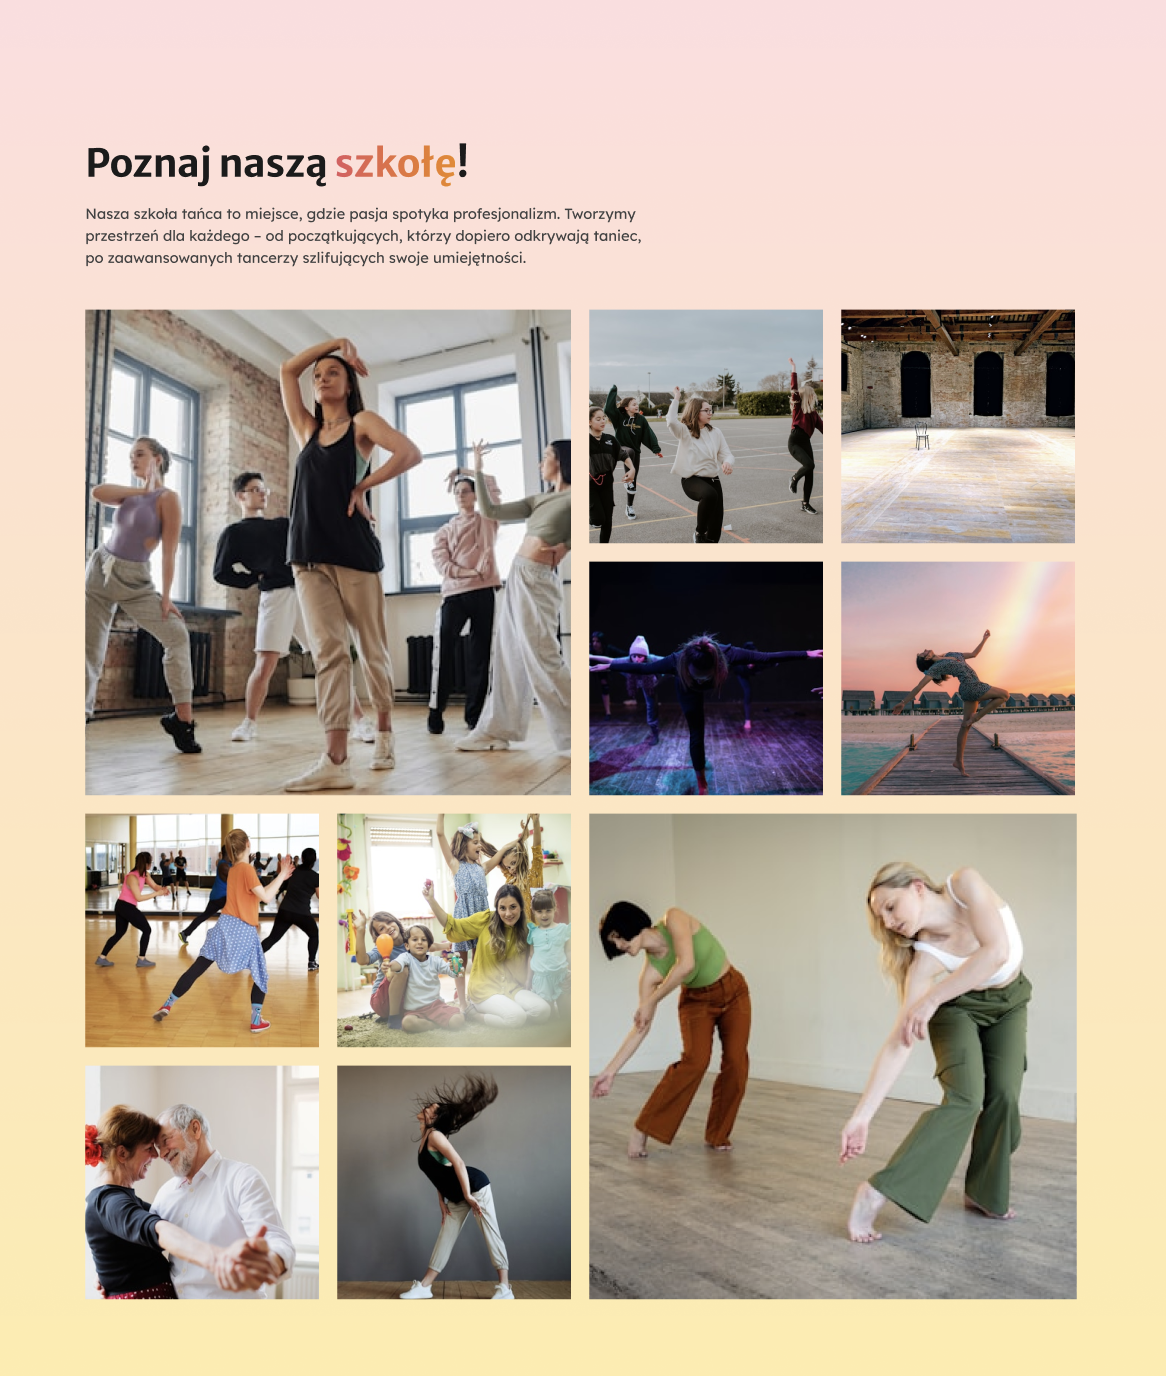 Poznaj naszą szkołę!
Nasza szkoła tańca to miejsce, gdzie pasja spotyka profesjonalizm. Tworzymy
przestrzeń dla każdego – od początkujących, którzy dopiero odkrywają taniec,
po zaawansowanych tancerzy szlifujących swoje umiejętności.